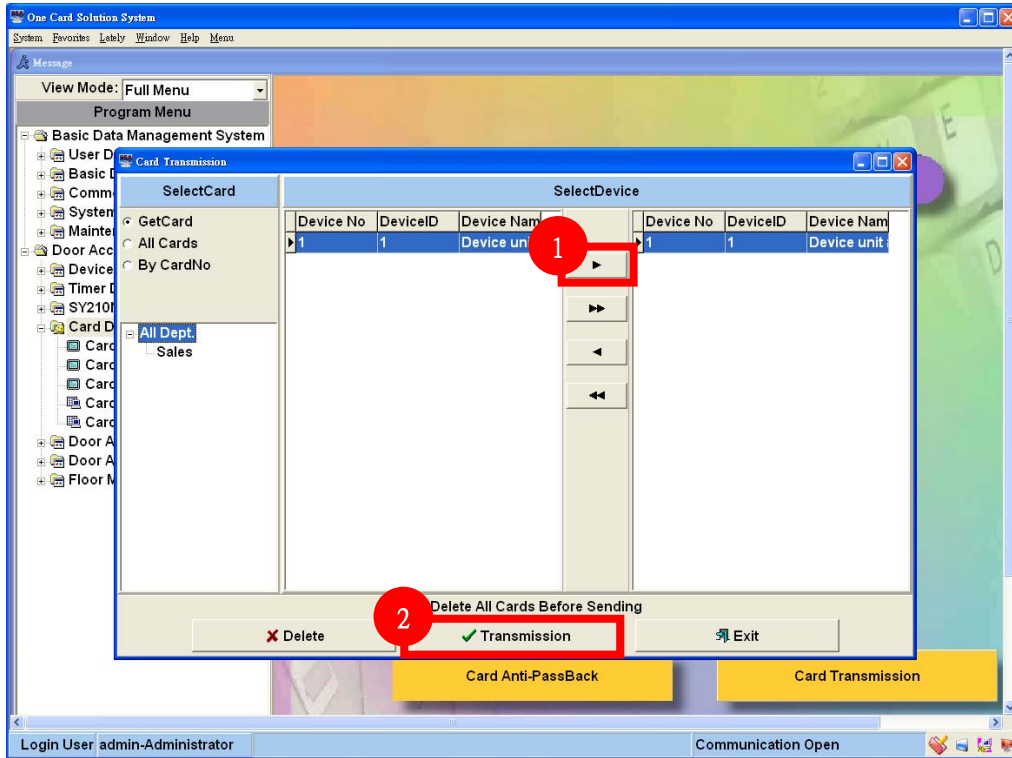 One Card Solution System
System Favorites Lately Window Help Menu
Message
View Mode: Full Menu
Program Menu
Basic Data Management System
User D
Basic D
Comm
System
Mainte
Door Acc
Device
Timer D
SY210N
Card D
Card
Card
Card
Card
Card
Door A
Door A
Floor M
Card Transmission
SelectCard
SelectDevice
GetCard
All Cards
By CardNo
All Dept.
Sales
Device No DeviceID Device Nam
1 1 Device uni
1
Device No DeviceID Device Nam
1 1 Device unit
Delete All Cards Before Sending
2
Delete
Transmission
Exit
Card Anti-PassBack
Card Transmission
Login User admin-Administrator
Communication Open
E
D